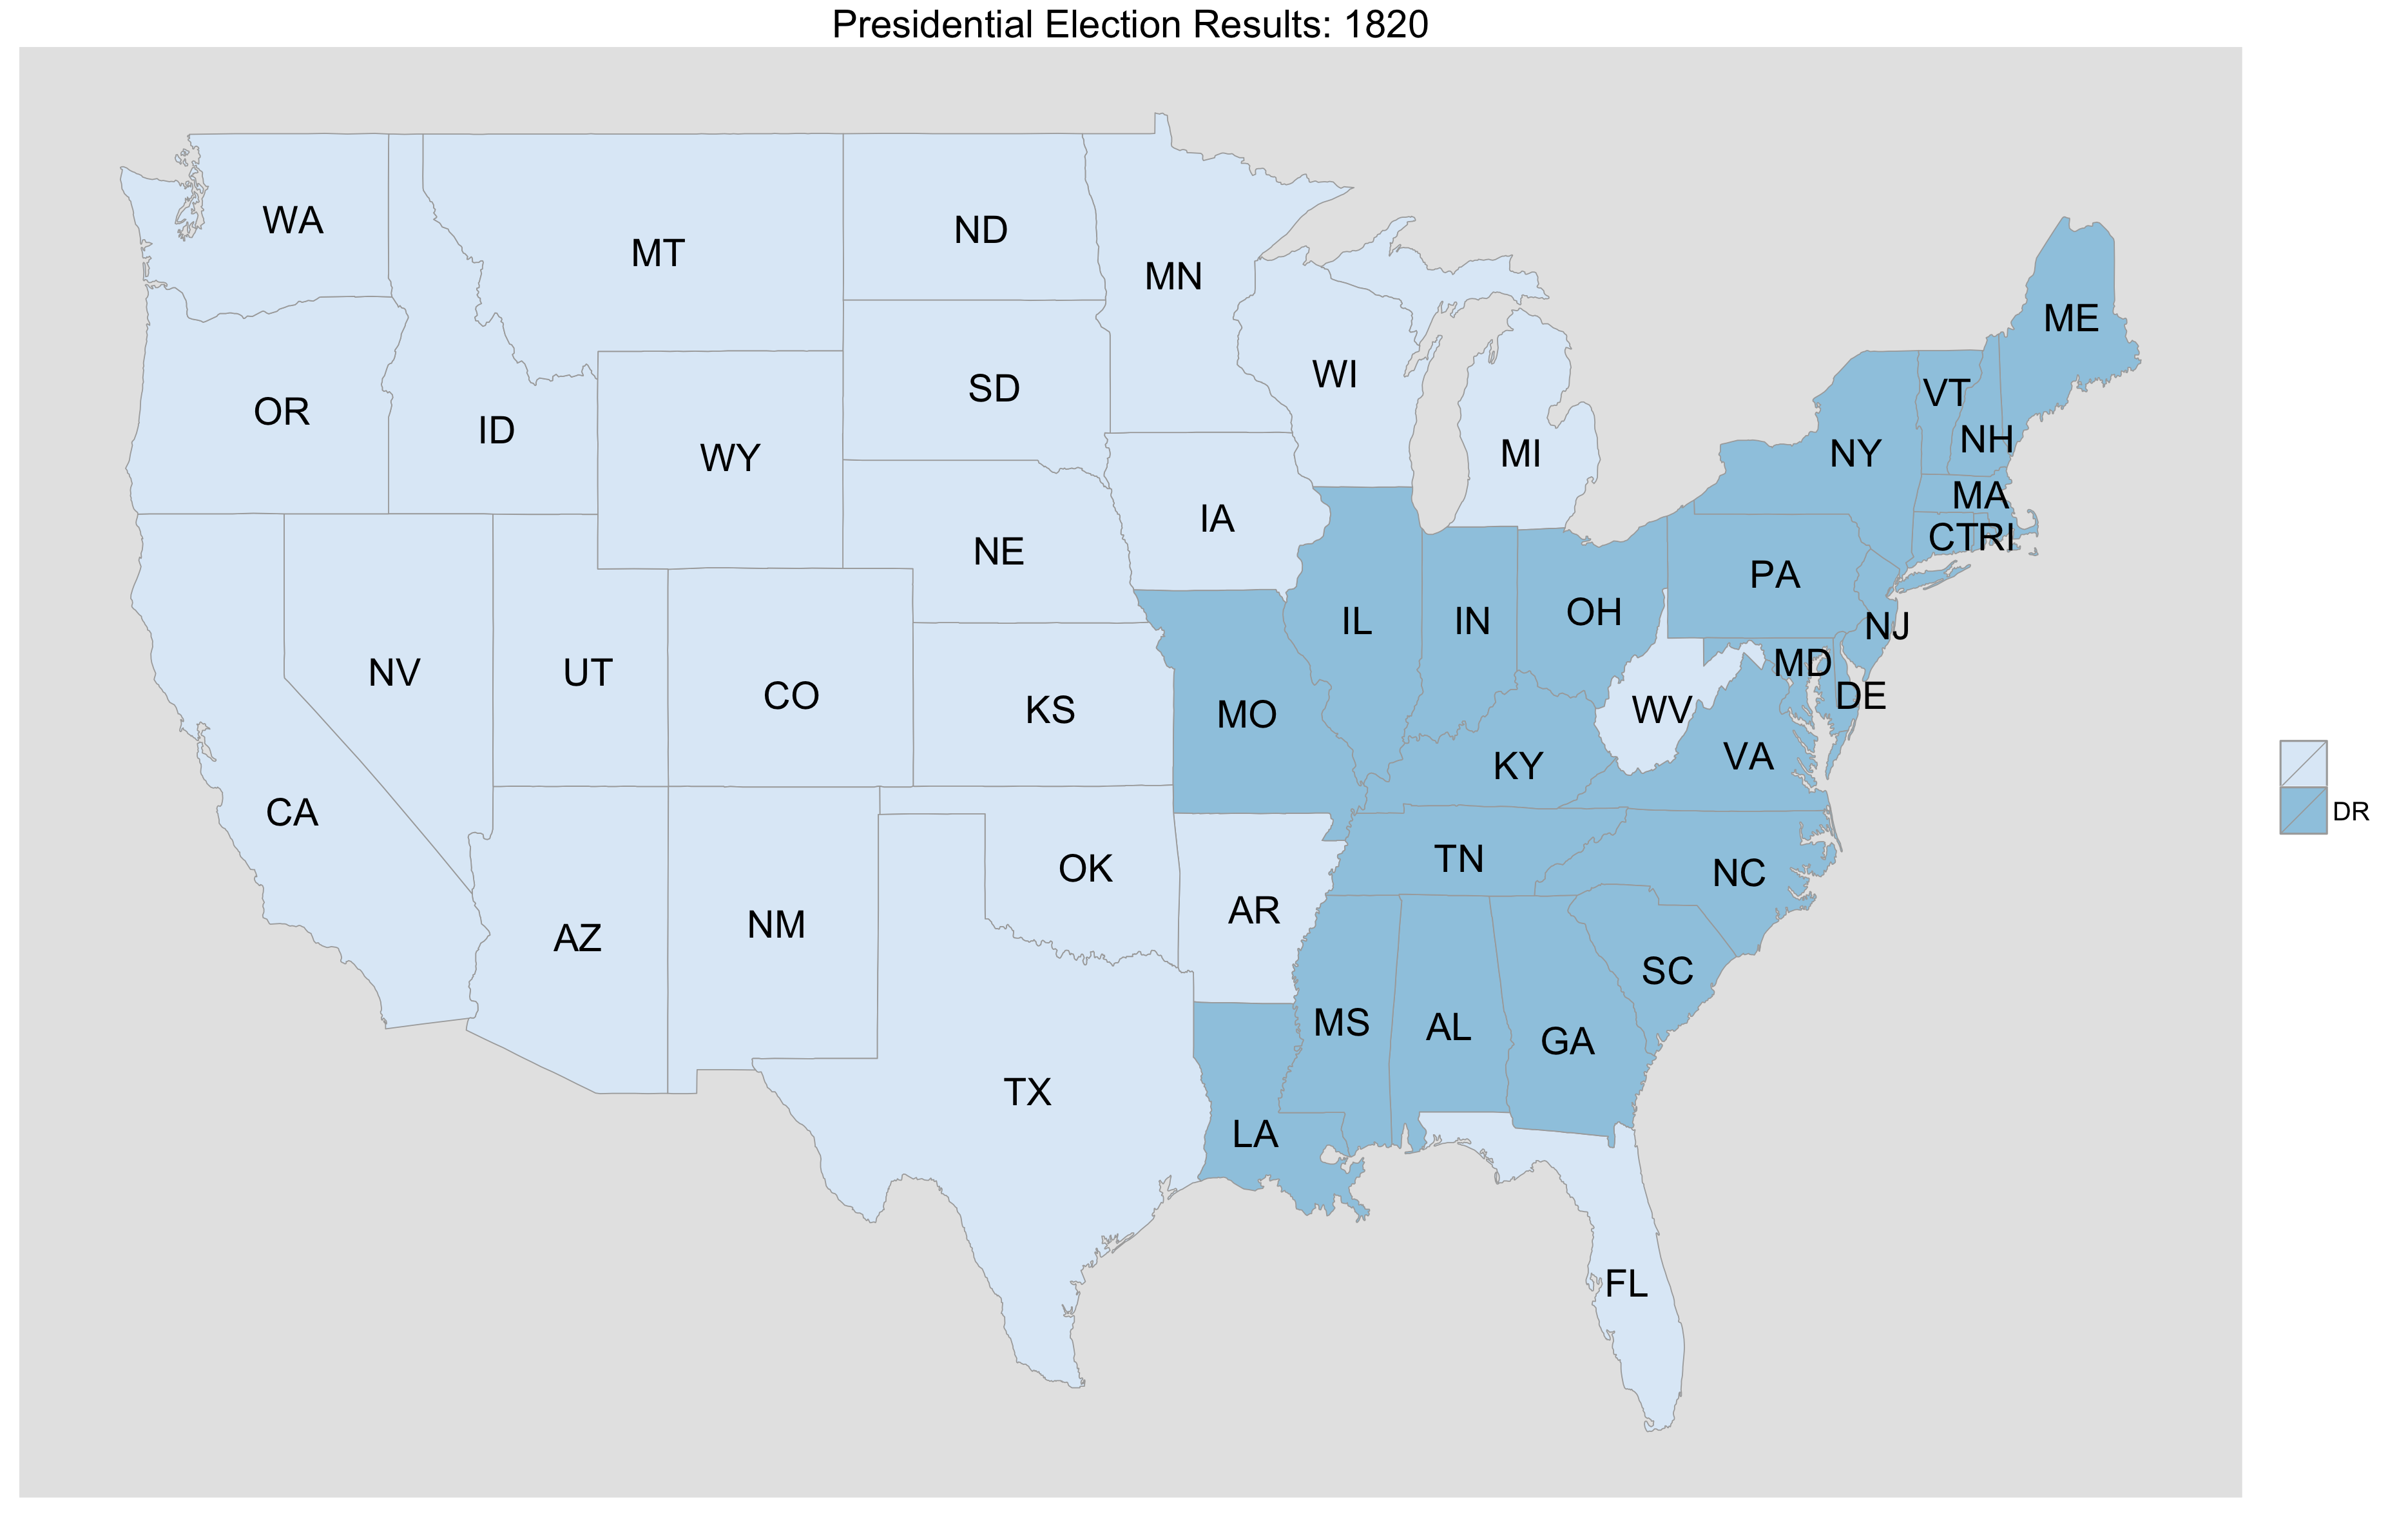 Presidential Election Results: 1820
WA
MT
ND
MN
ME
OR
ID
SD
WI
VT
NH
WY
MI
NY
MA
IA
CT
RI
NE
PA
NV
UT
CO
KS
MO
IL
IN
OH
NJ
MD
DE
WV
VA
KY
DR
CA
AZ
NM
OK
AR
TN
NC
SC
MS
AL
GA
TX
LA
FL